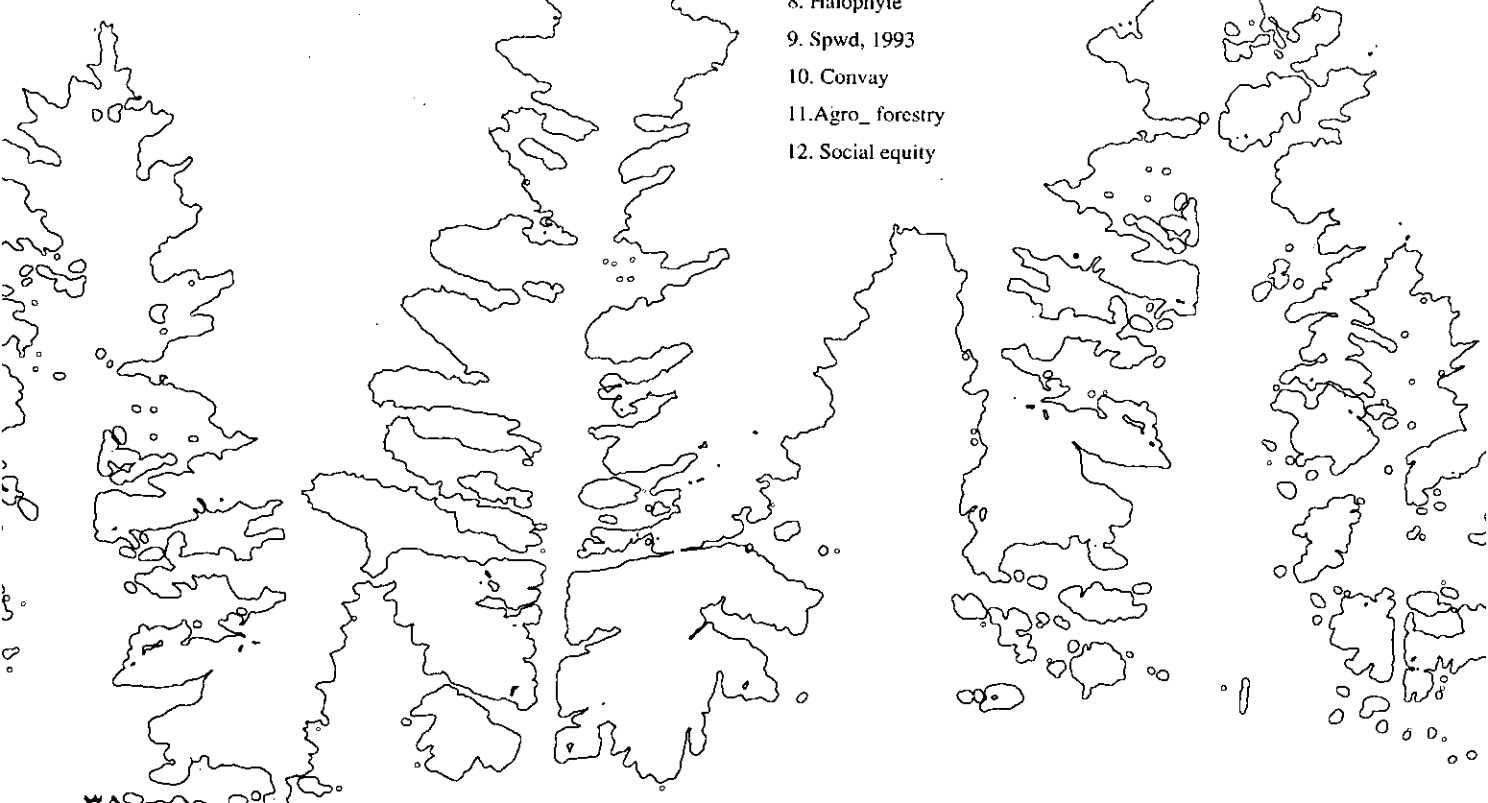 8. Halophyte
9. Spwd, 1993
10. Convay
11.Agro_ forestry
12. Social equity